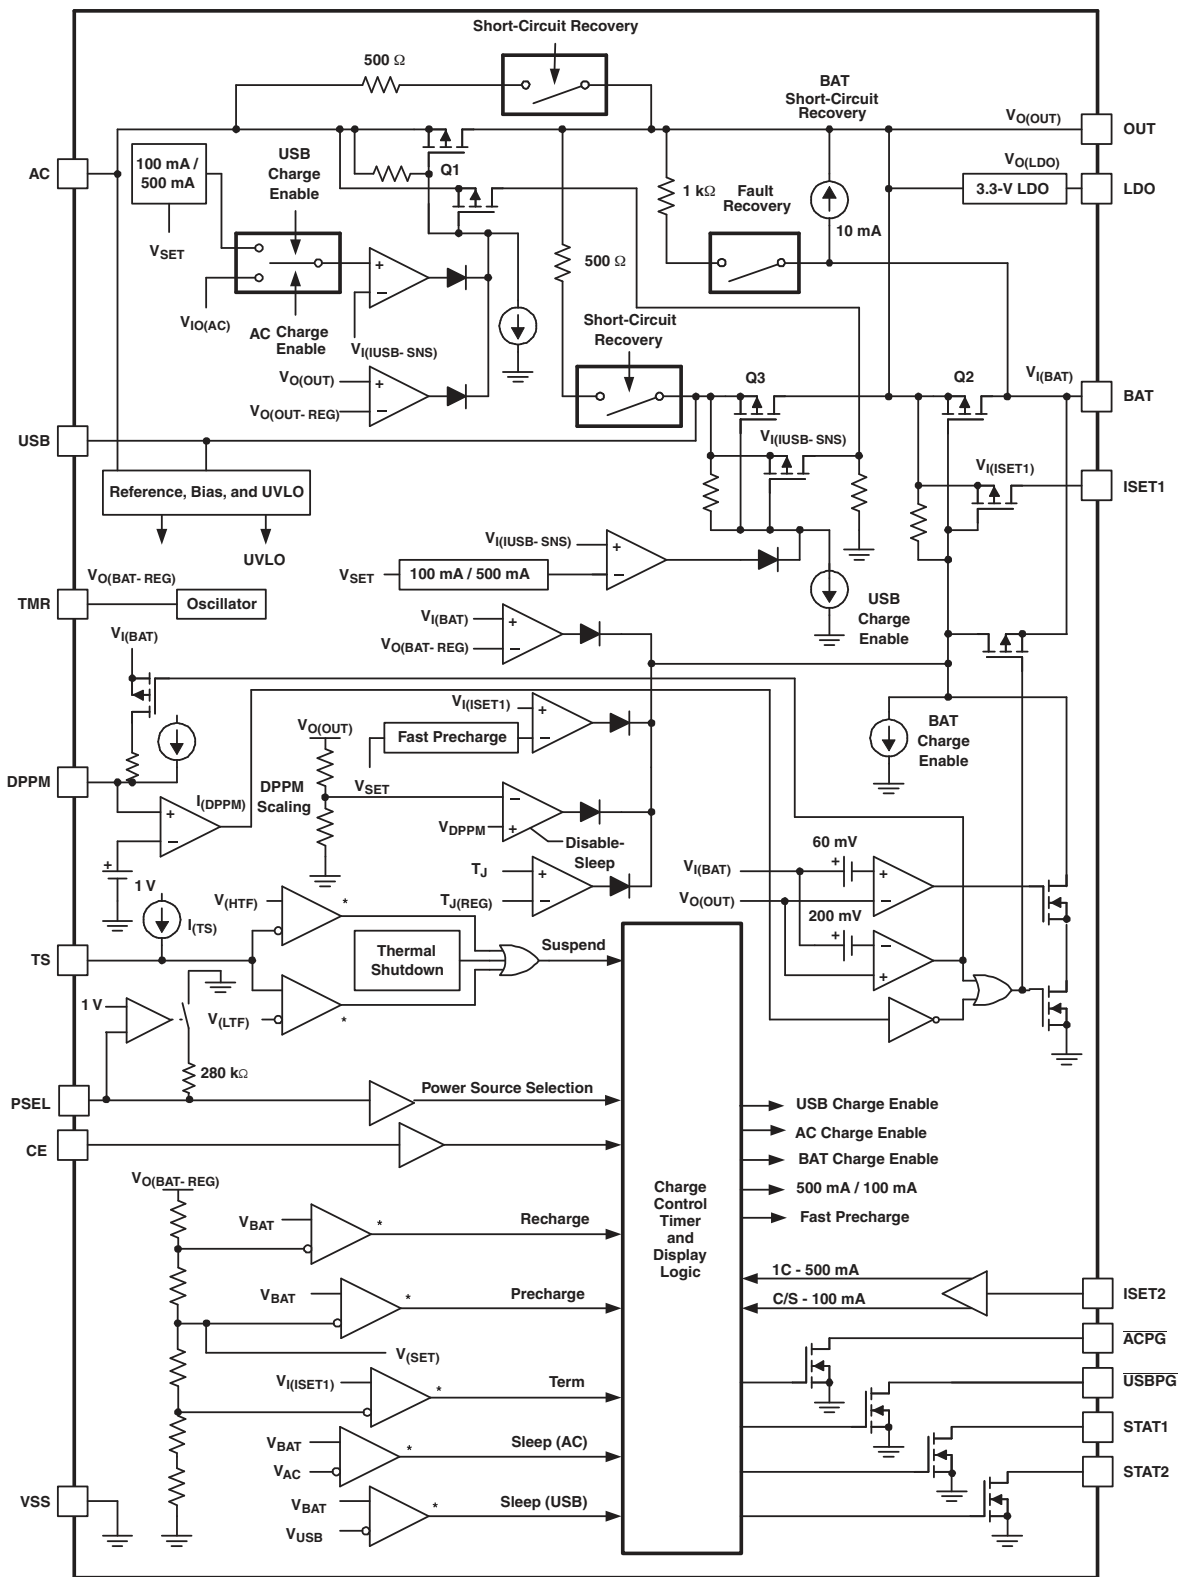 Short-Circuit Recovery
500 Ω
BAT
Short-Circuit
Recovery
VO(OUT)
OUT
AC
100 mA /
500 mA
USB
Charge
Enable
Q1
1 kΩ
Fault
Recovery
VO(LDO)
3.3-V LDO
LDO
10 mA
VSET
500 Ω
VIO(AC)
AC Charge
Enable
+
−
VI(IUSB- SNS)
Short-Circuit
Recovery
VO(OUT)
+
VO(OUT- REG)
−
Q3
Q2
VI(BAT)
BAT
USB
VI(IUSB- SNS)
VI(ISET1)
ISET1
Reference, Bias, and UVLO
UVLO
VI(IUSB- SNS)
+
VSET
100 mA / 500 mA
−
USB
Charge
Enable
VO(BAT- REG)
TMR
Oscillator
VI(BAT)
+
VO(BAT- REG)
−
VI(BAT)
VI(ISET1)
+
VO(OUT)
Fast Precharge
−
BAT
Charge
Enable
DPPM
DPPM
Scaling
VSET
−
VDPPM
+
Disable-
Sleep
I(DPPM)
+
−
+
1 V
TJ
+
TJ(REG)
−
60 mV
VI(BAT)
+
+
VO(OUT)
−
200 mV
+
−
+
V(HTF)
*
I(TS)
TS
Thermal
Shutdown
Suspend
1 V
V(LTF)
*
280 kΩ
PSEL
Power Source Selection
CE
Charge
Control
Timer
and
Display
Logic
USB Charge Enable
AC Charge Enable
BAT Charge Enable
500 mA / 100 mA
Fast Precharge
VO(BAT- REG)
VBAT
*
Recharge
1C - 500 mA
C/S - 100 mA
ISET2
VBAT
*
Precharge
V(SET)
ACPG
VI(ISET1)
*
Term
USBPG
VBAT
*
Sleep (AC)
VAC
STAT1
STAT2
VSS
VBAT
*
Sleep (USB)
VUSB